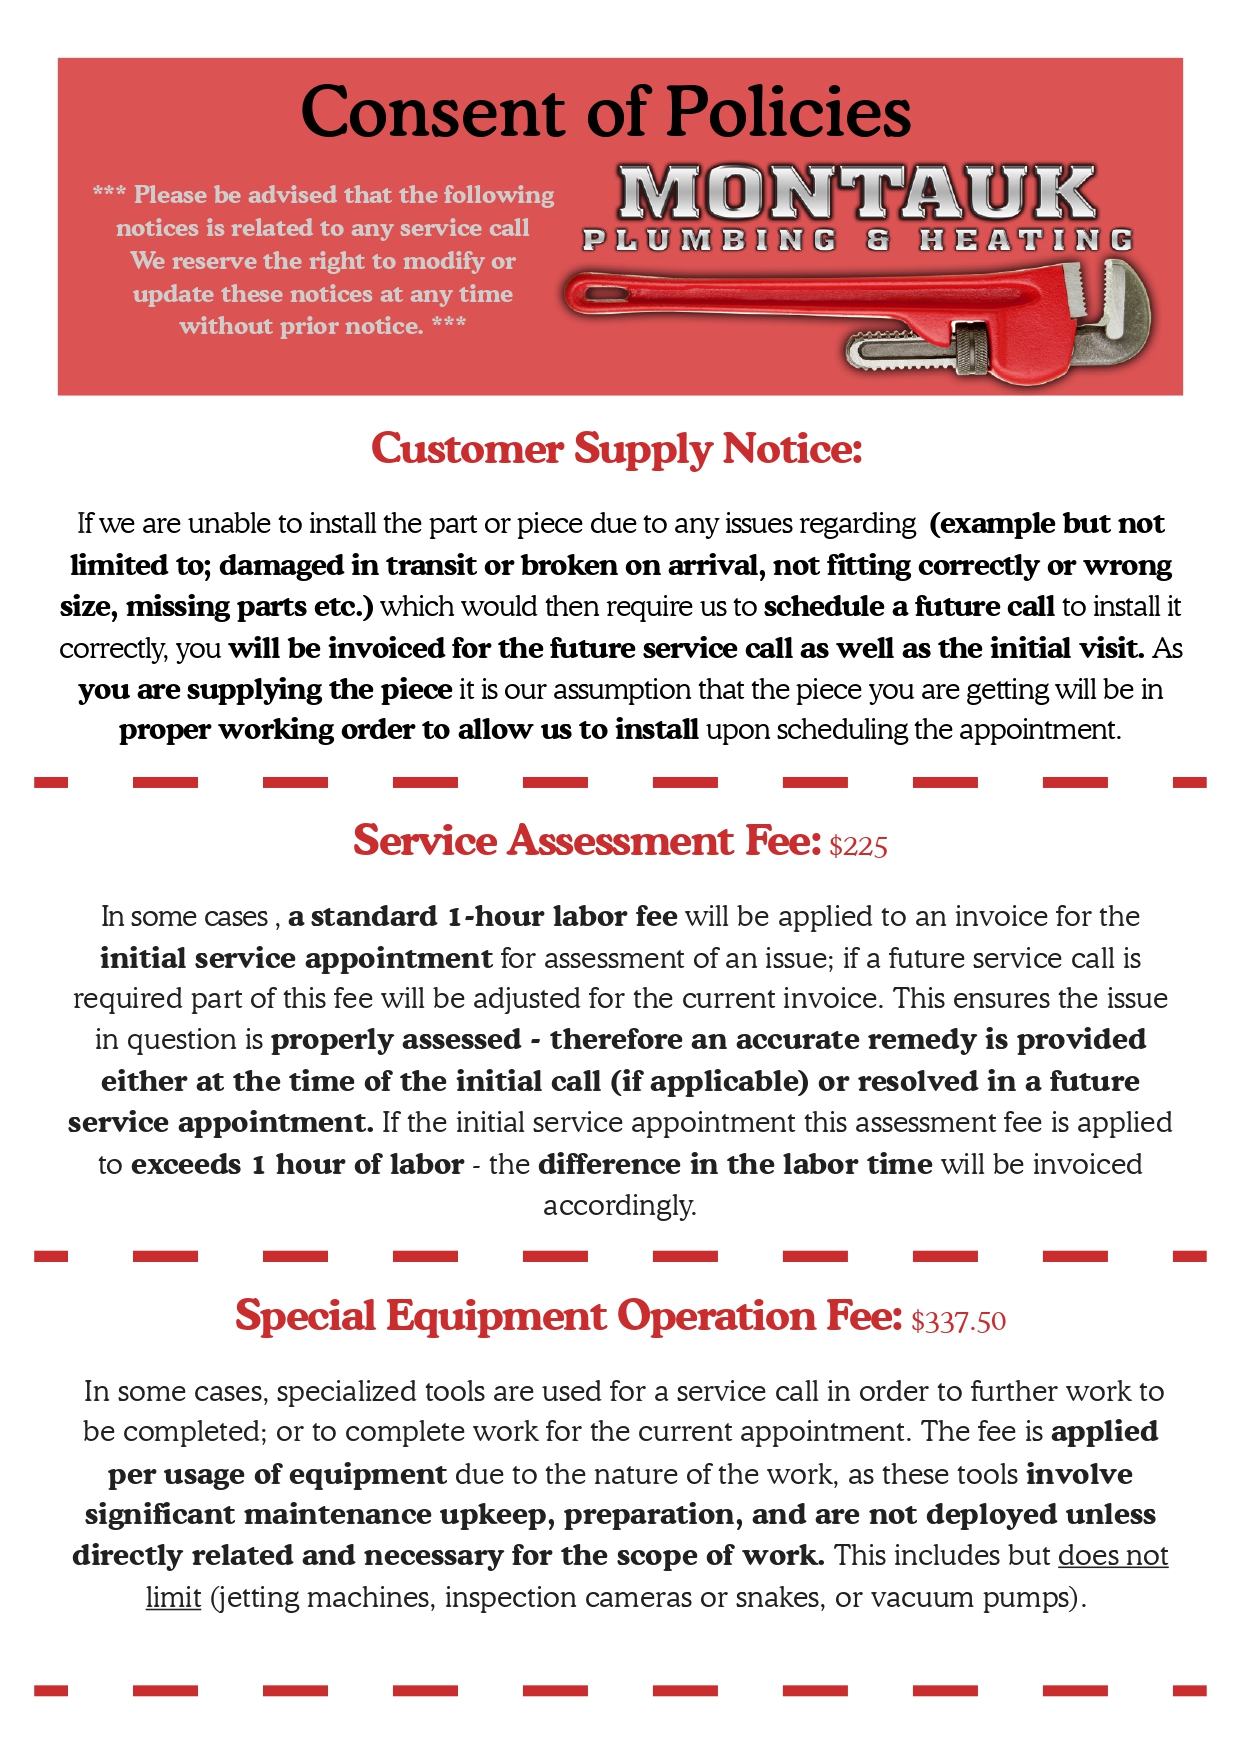 Consent of Policies
*** Please be advised that the following
notices is related to any service call
We reserve the right to modify or
update these notices at any time
without prior notice. ***
MONTAUK
PLUMBING & HEATING
Customer Supply Notice:
If we are unable to install the part or piece due to any issues regarding (example but not
limited to; damaged in transit or broken on arrival, not fitting correctly or wrong
size, missing parts etc.) which would then require us to schedule a future call to install it
correctly, you will be invoiced for the future service call as well as the initial visit. As
you are supplying the piece it is our assumption that the piece you are getting will be in
proper working order to allow us to install upon scheduling the appointment.
Service Assessment Fee: $225
In some cases , a standard 1-hour labor fee will be applied to an invoice for the
initial service appointment for assessment of an issue; if a future service call is
required part of this fee will be adjusted for the current invoice. This ensures the issue
in question is properly assessed - therefore an accurate remedy is provided
either at the time of the initial call (if applicable) or resolved in a future
service appointment. If the initial service appointment this assessment fee is applied
to exceeds 1 hour of labor - the difference in the labor time will be invoiced
accordingly.
Special Equipment Operation Fee: $337.50
In some cases, specialized tools are used for a service call in order to further work to
be completed; or to complete work for the current appointment. The fee is applied
per usage of equipment due to the nature of the work, as these tools involve
significant maintenance upkeep, preparation, and are not deployed unless
directly related and necessary for the scope of work. This includes but does not
limit (jetting machines, inspection cameras or snakes, or vacuum pumps).